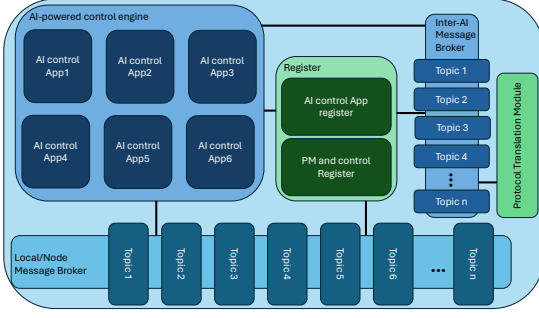 AI-powered control engine
AI control
App1
AI control
App2
AI control
App3
AI control
App4
AI control
App5
AI control
App6
Register
AI control App
register
PM and control
Register
Inter-AI
Message
Broker
Topic 1
Topic 2
Topic 3
Topic 4
Topic n
Protocol Translation Module
Local/Node
Message Broker
Topic 1
Topic 2
Topic 3
Topic 4
Topic 5
Topic 6
...
Topic n